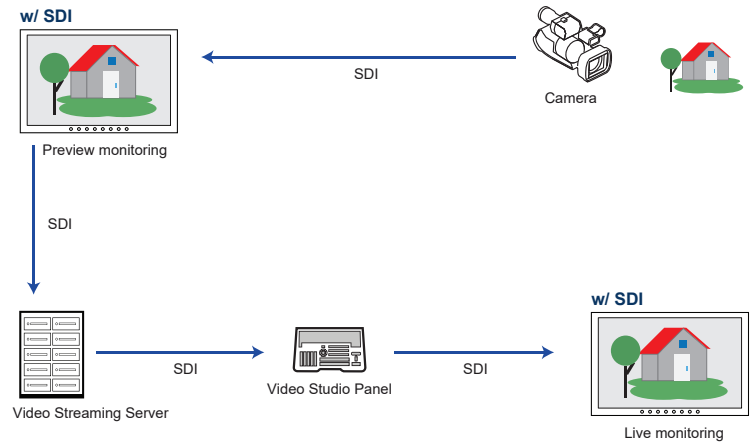 w/ SDI
SDI
Camera
Preview monitoring
SDI
w/ SDI
SDI
Video Studio Panel
SDI
Video Streaming Server
Live monitoring